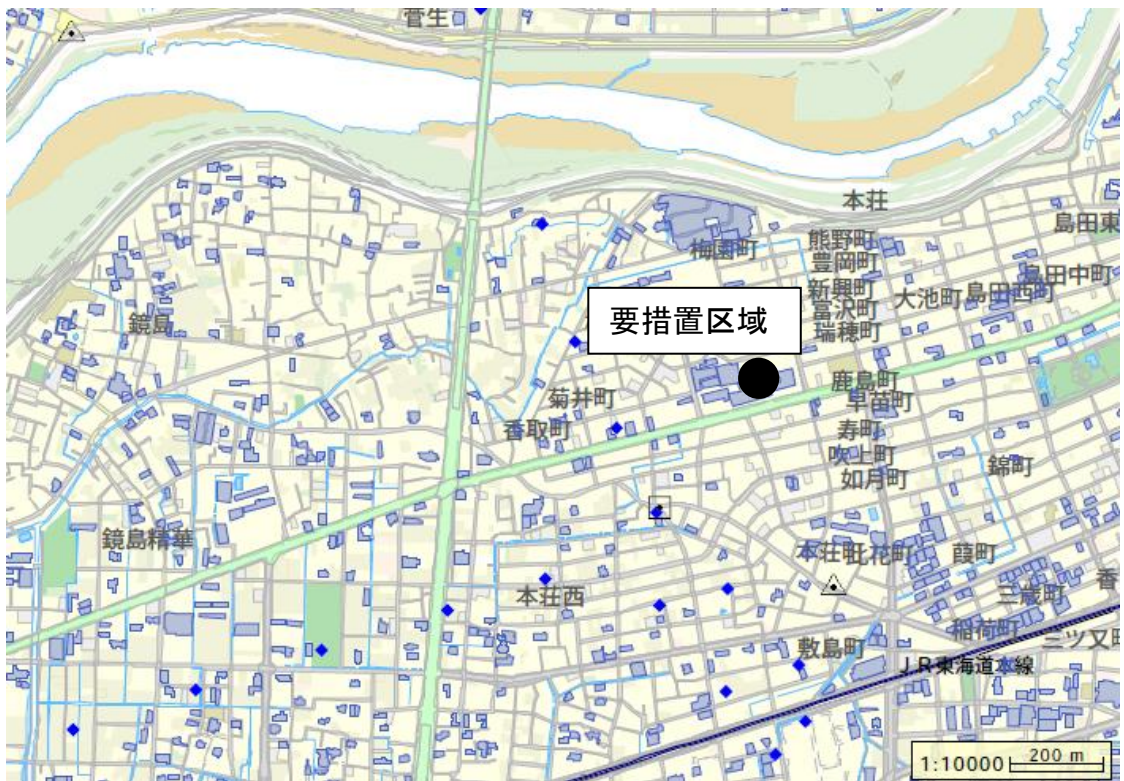 菅生
本荘
島田東
熊野町
梅園町
豊岡町
島田中町
新興町
大池町
島田西町
要措置区域
富沢町
鏡島
瑞穂町
鹿島町
菊井町
早苗町
香取町
寿町
吹上町
錦町
如月町
鏡島精華
本荘町
花町
葭町
本荘西
三歳町
香
稲荷町
敷島町
三ツ又町
JR東海道本線
1:10000
200 m